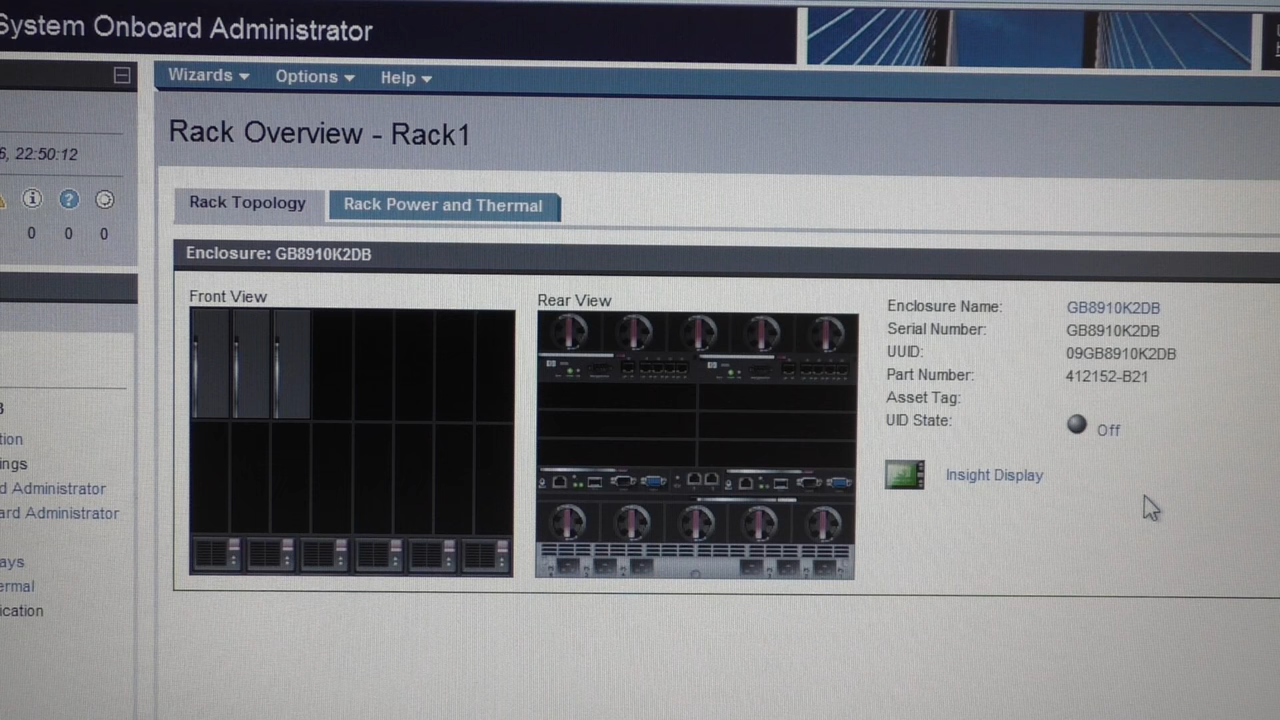 System Onboard Administrator
Wizards Options Help
Rack Overview - Rack1
6, 22:50:12
Rack Topology Rack Power and Thermal
0 0 0
Enclosure: GB8910K2DB
Front View
Rear View
Enclosure Name: GB8910K2DB
Serial Number: GB8910K2DB
UUID: 09GB8910K2DB
Part Number: 412152-B21
Asset Tag:
UID State: Off
Insight Display
B
tion
ings
d Administrator
ard Administrator
ays
ermal
ication